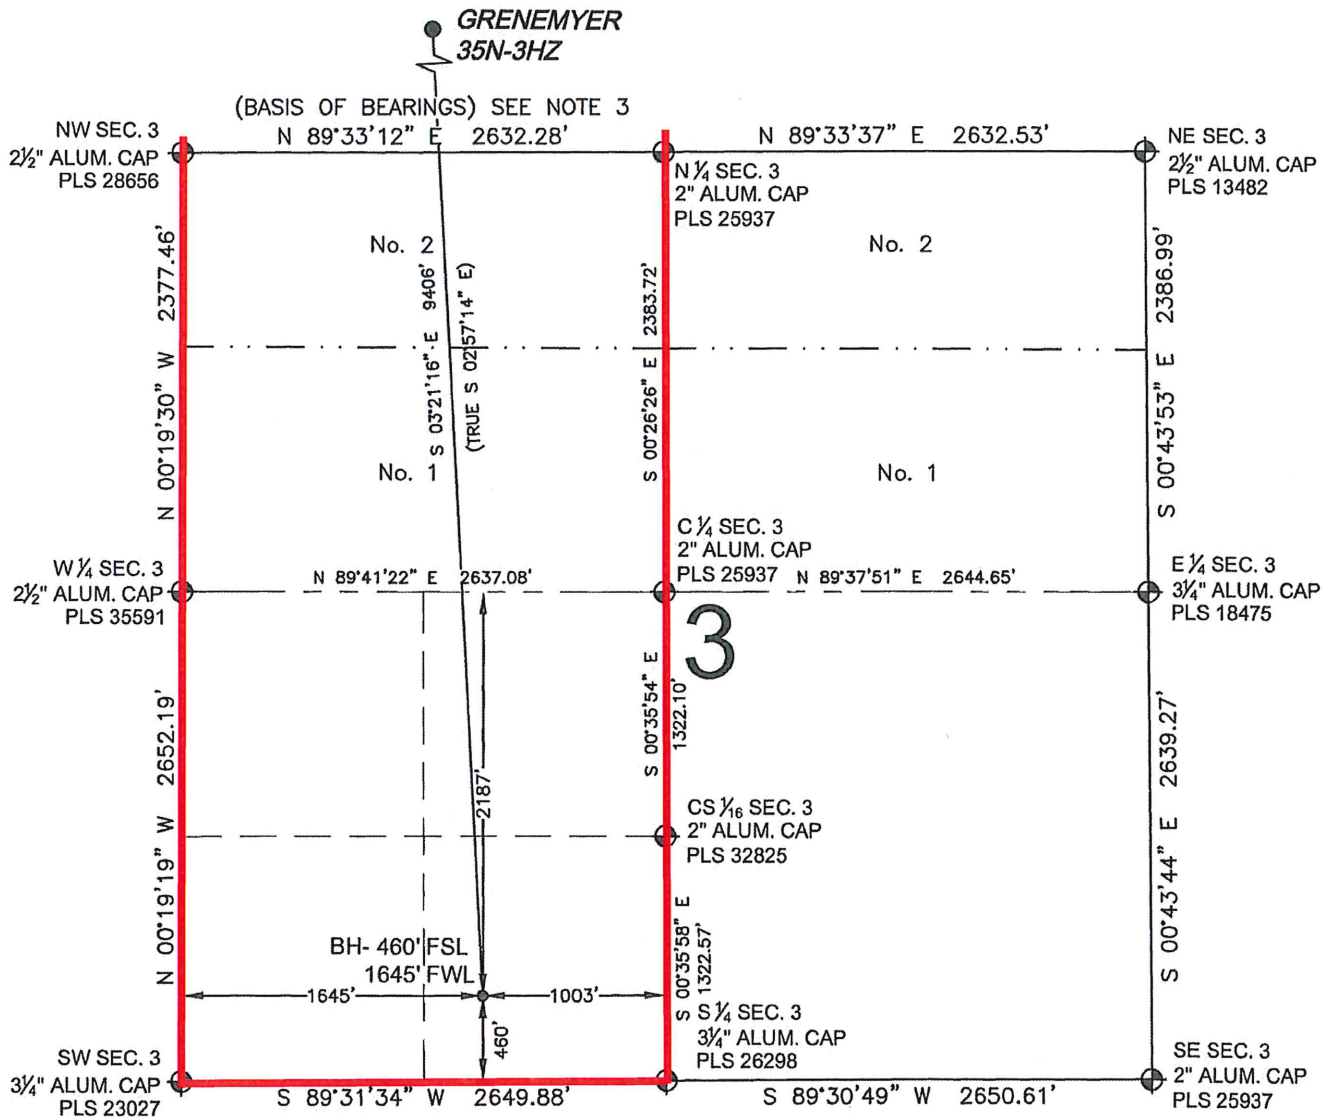 GRENEMYER
35N-3HZ
(BASIS OF BEARINGS) SEE NOTE 3
N 89°33'12" E 2632.28'
N 89°33'37" E 2632.53'
NW SEC. 3
2½" ALUM. CAP
PLS 28656
N ¼ SEC. 3
2" ALUM. CAP
PLS 25937
NE SEC. 3
2½" ALUM. CAP
PLS 13482
No. 2
No. 2
N 00°19'30" W 2377.46'
S 03°21'16" E 9406'
(TRUE S 02°57'14" E)
S 00°26'26" E 2383.72'
S 00°43'53" E 2386.99'
No. 1
No. 1
C ¼ SEC. 3
2" ALUM. CAP
PLS 25937
W ¼ SEC. 3
2½" ALUM. CAP
PLS 35591
N 89°41'22" E 2637.08'
N 89°37'51" E 2644.65'
E ¼ SEC. 3
3¼" ALUM. CAP
PLS 18475
3
N 00°19'19" W 2652.19'
2187'
S 00°35'54" E
1322.10'
S 00°43'44" E 2639.27'
CS 1⁄16 SEC. 3
2" ALUM. CAP
PLS 32825
BH- 460' FSL
1645' FWL
1645'
1003'
460'
S 00°35'58" E
1322.57'
S ¼ SEC. 3
3¼" ALUM. CAP
PLS 26298
SW SEC. 3
3¼" ALUM. CAP
PLS 23027
S 89°31'34" W 2649.88'
S 89°30'49" W 2650.61'
SE SEC. 3
2" ALUM. CAP
PLS 25937